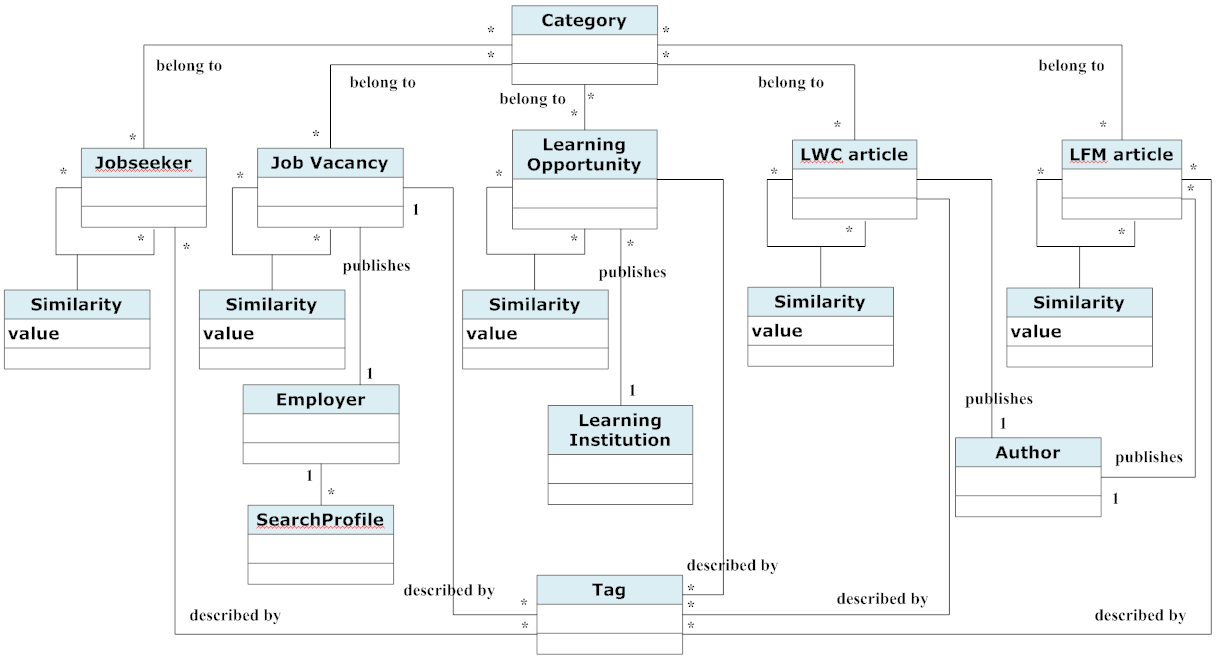 Category
* *
* *
belong to
belong to
belong to
belong to
belong to
*
*
* * * *
Jobseeker
Job Vacancy
Learning
Opportunity
LWC article
LFM article
* * * * * *
*
1
* * * * * * * *
publishes
publishes
Similarity
value
Similarity
value
Similarity
value
Similarity
value
Similarity
value
1
Employer
1
Learning
Institution
publishes
1
Author
publishes
1
1
*
SearchProfile
described by
Tag
described by
described by
described by
described by
* *
* *
*